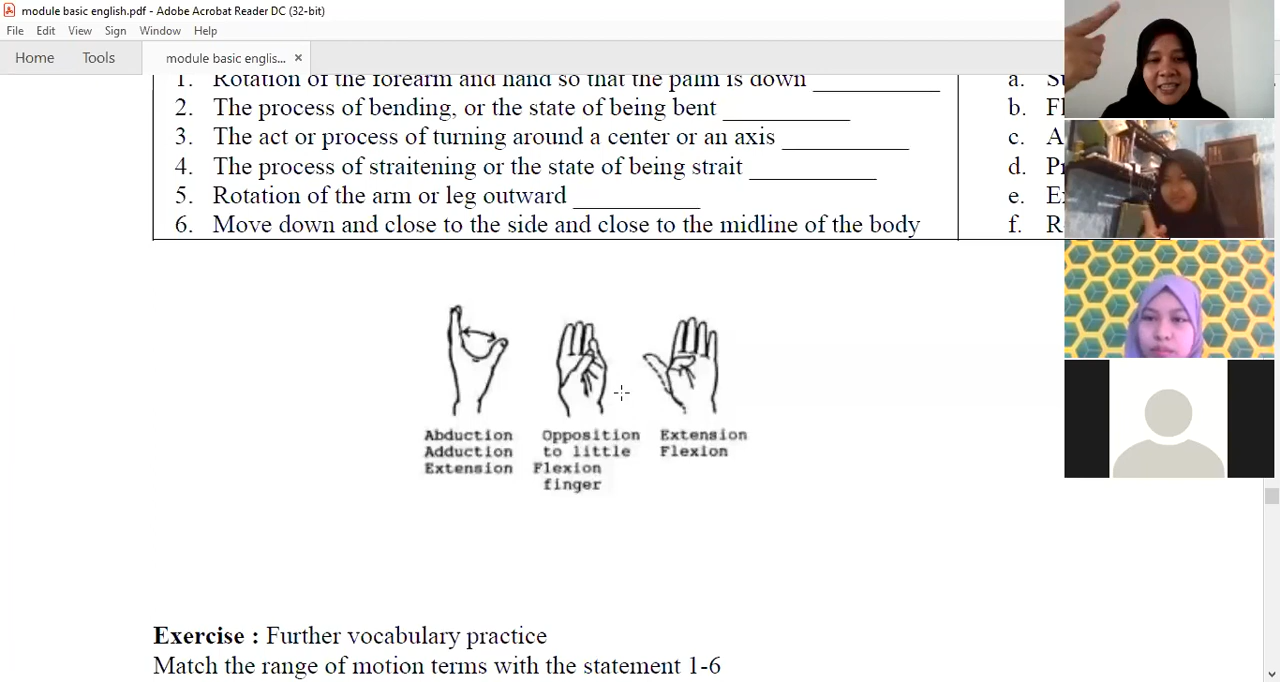 module basic english.pdf - Adobe Acrobat Reader DC (32-bit)
File Edit View Sign Window Help
Home Tools module basic englis... ×
1. Rotation of the forearm and hand so that the palm is down ____________ a.
2. The process of bending, or the state of being bent ____________ b.
3. The act or process of turning around a center or an axis ____________ c.
4. The process of straitening or the state of being strait ____________ d.
5. Rotation of the arm or leg outward ____________ e.
6. Move down and close to the side and close to the midline of the body f.
Abduction Opposition Extension
Adduction to little Flexion
Extension Flexion
finger
Exercise : Further vocabulary practice
Match the range of motion terms with the statement 1-6